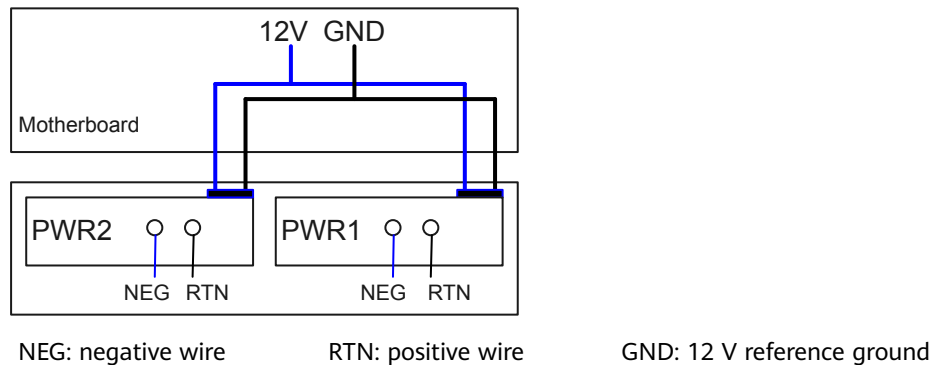 12V GND
Motherboard
PWR2 PWR1
NEG RTN NEG RTN
NEG: negative wire RTN: positive wire GND: 12 V reference ground